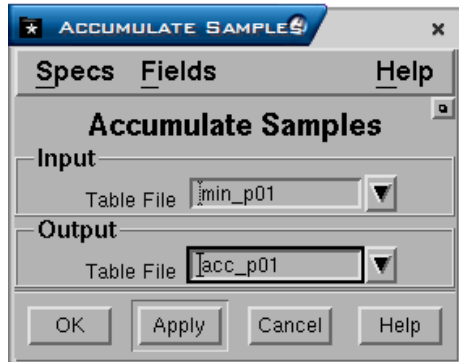 Accumulate Samples
Specs Fields Help
Accumulate Samples
Input
Table File min_p01
Output
Table File acc_p01
OK Apply Cancel Help